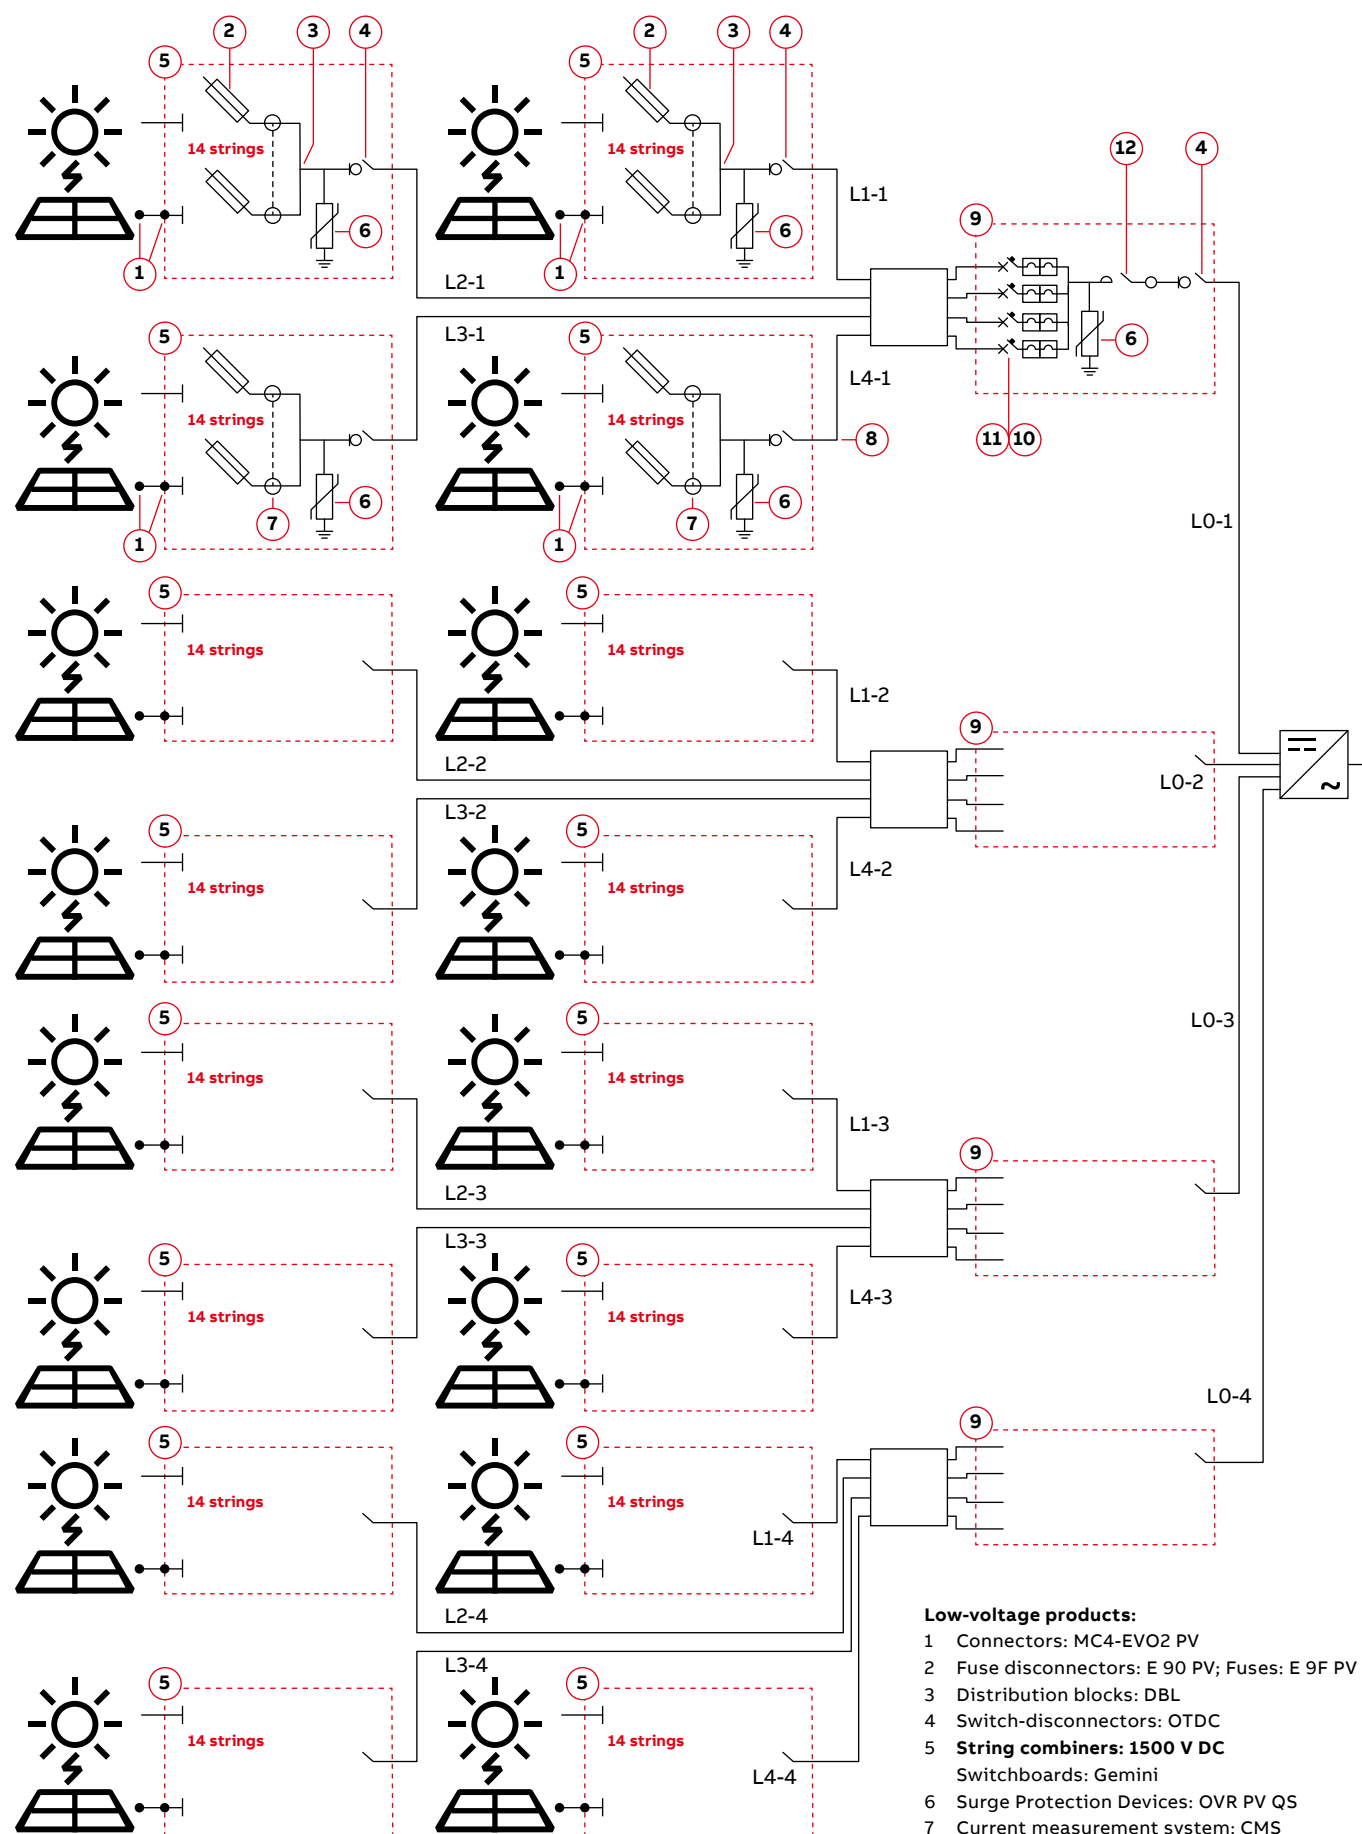 2 3 4 2 3 4
5 5
12 4
14 strings 14 strings
L1-1
9
6 6
1 1
L2-1
5 L3-1 5
6
L4-1
14 strings 14 strings
8 11 10
6 6
7 7
L0-1
1 1
5 5
14 strings 14 strings
L1-2
9
L2-2
L0-2
L3-2
5 5
L4-2
14 strings 14 strings
5 5
L0-3
14 strings 14 strings
L1-3
9
L2-3
L3-3
5 5
L4-3
14 strings 14 strings
L0-4
9
5 5
14 strings 14 strings
L1-4
L2-4
L3-4
5 5
14 strings 14 strings
L4-4
Low-voltage products:
1 Connectors: MC4-EVO2 PV
2 Fuse disconnectors: E 90 PV; Fuses: E 9F PV
3 Distribution blocks: DBL
4 Switch-disconnectors: OTDC
5 String combiners: 1500 V DC
Switchboards: Gemini
6 Surge Protection Devices: OVR PV QS
7 Current measurement system: CMS